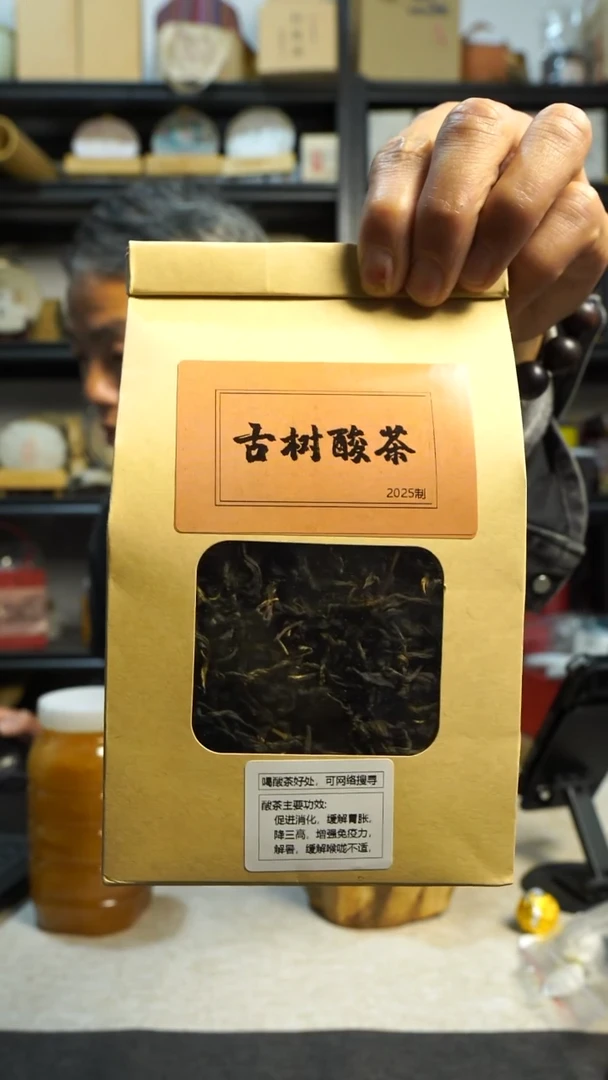 古树酸茶
2025制
喝酸茶好处，可网络搜寻
酸茶主要功效:
促进消化，缓解胃胀，
降三高，增强免疫力，
解暑，缓解喉咙不适，